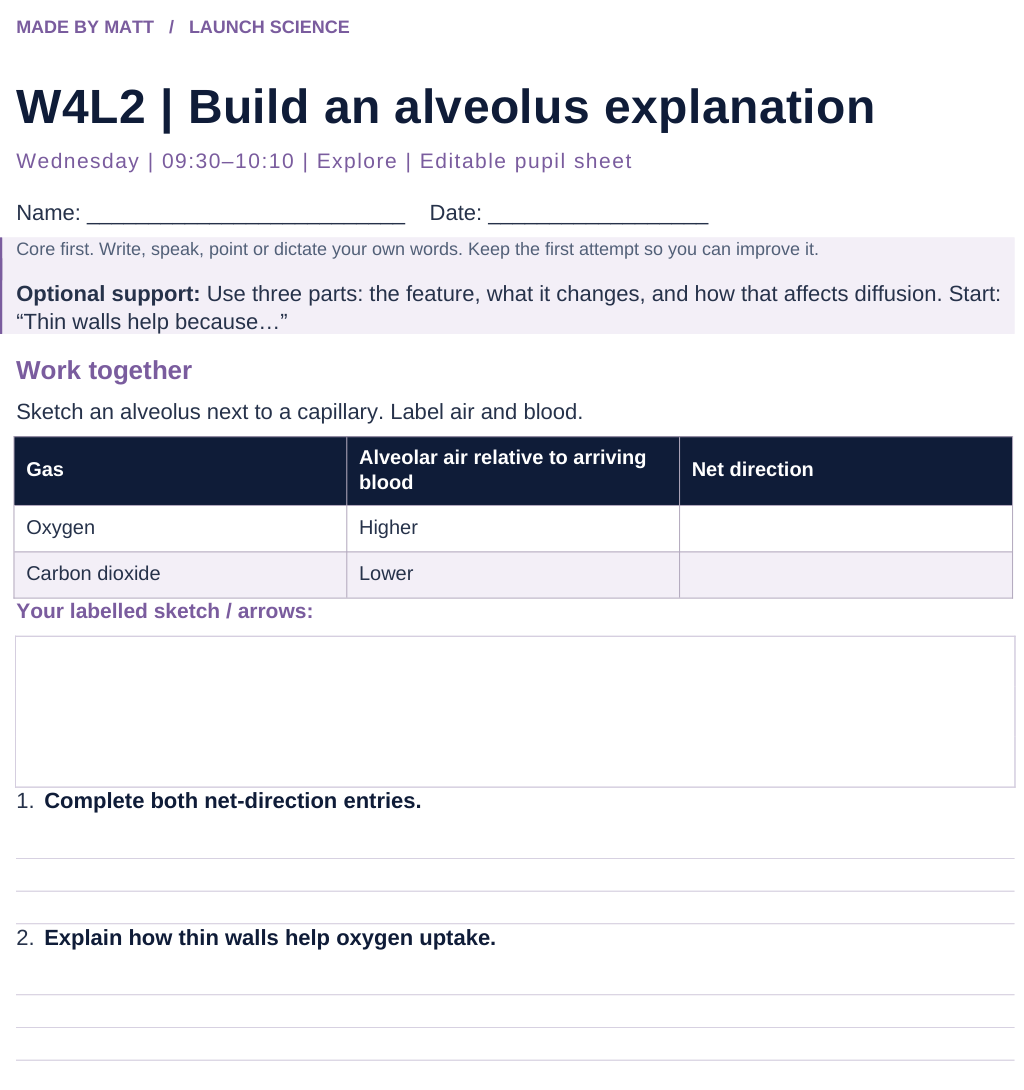 MADE BY MATT / LAUNCH SCIENCE
W4L2 | Build an alveolus explanation
Wednesday | 09:30–10:10 | Explore | Editable pupil sheet
Name: __________________________ Date: __________________
Core first. Write, speak, point or dictate your own words. Keep the first attempt so you can improve it.
Optional support: Use three parts: the feature, what it changes, and how that affects diffusion. Start:
“Thin walls help because…”
Work together
Sketch an alveolus next to a capillary. Label air and blood.
Gas
Alveolar air relative to arriving
blood
Net direction
Oxygen
Higher
Carbon dioxide
Lower
Your labelled sketch / arrows:
1. Complete both net-direction entries.
2. Explain how thin walls help oxygen uptake.